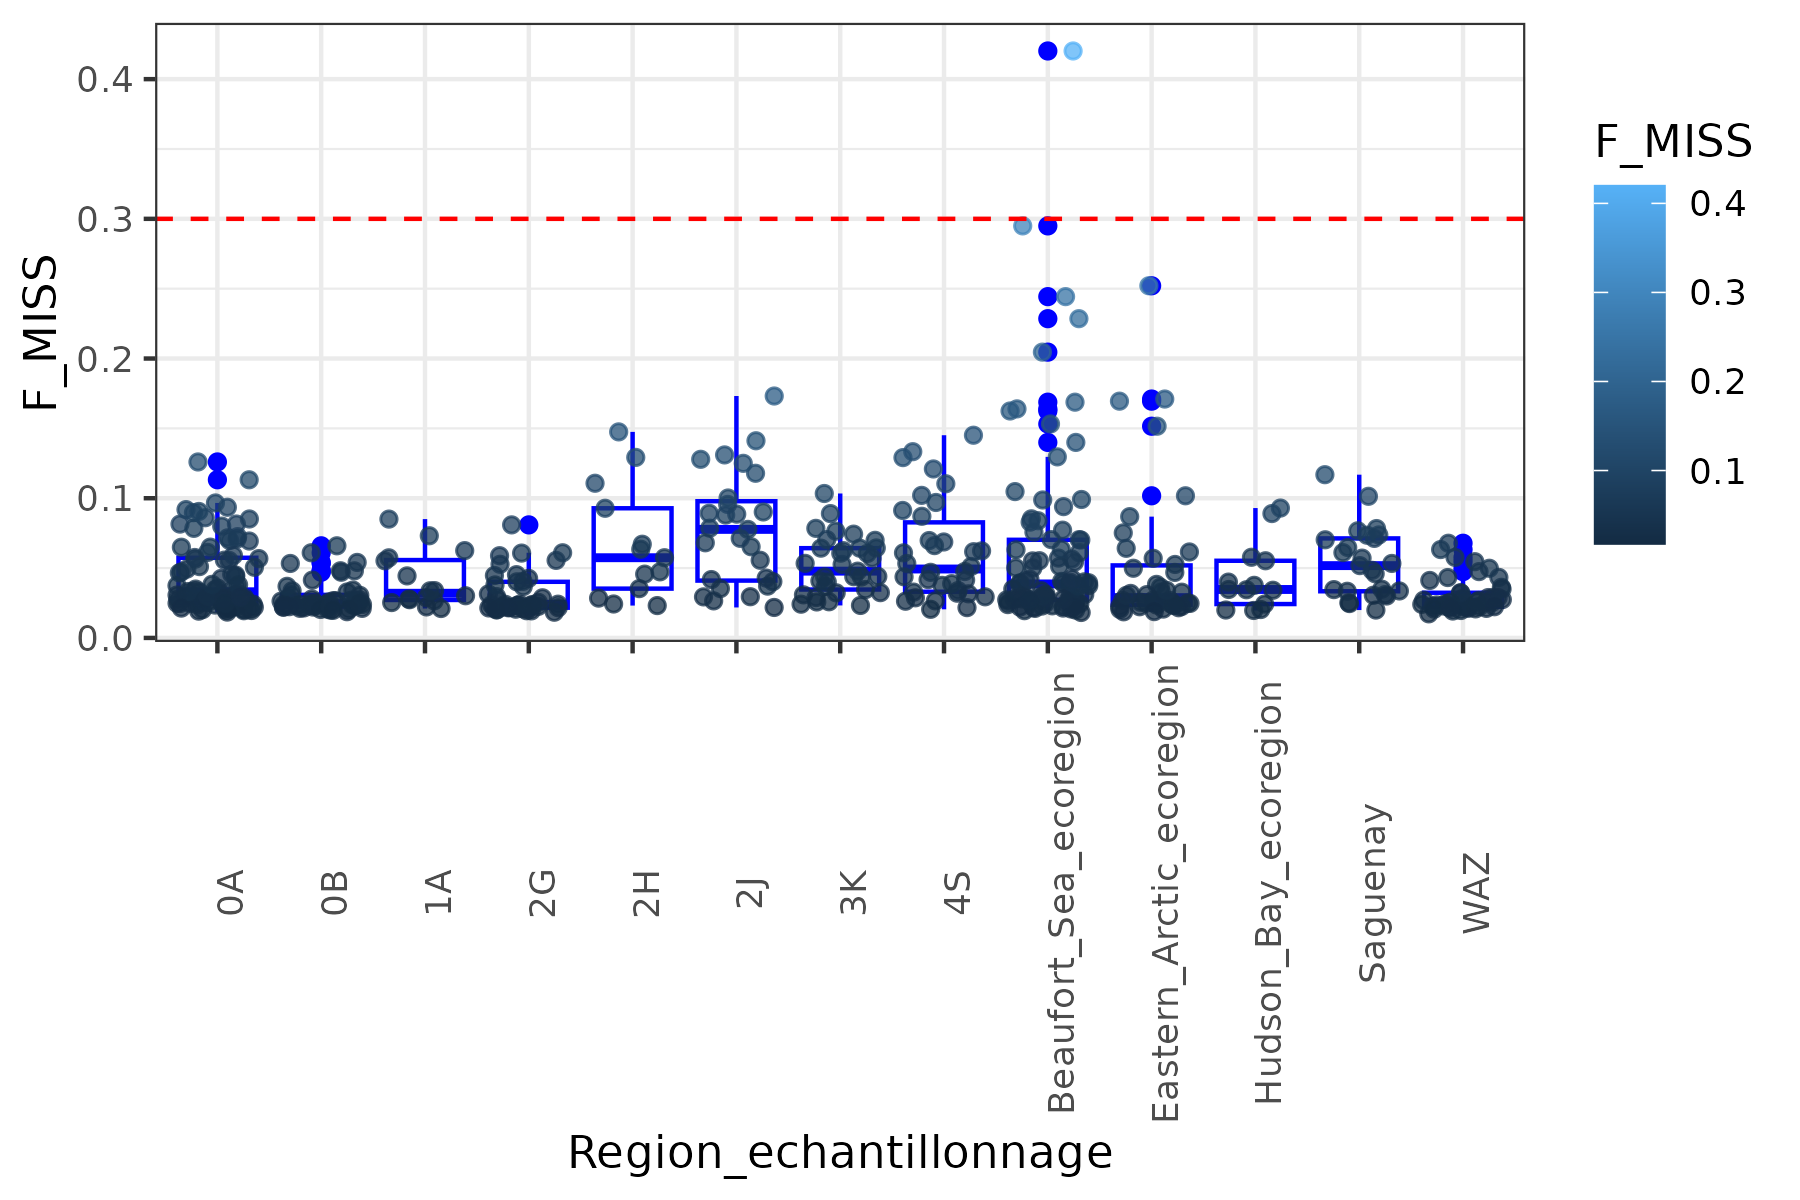 F_MISS
0.4
0.3
0.2
0.1
0.0
0A
0B
1A
2G
2H
2J
3K
4S
Beaufort_Sea_ecoregion
Eastern_Arctic_ecoregion
Hudson_Bay_ecoregion
Saguenay
WAZ
Region_echantillonnage
F_MISS
0.4
0.3
0.2
0.1